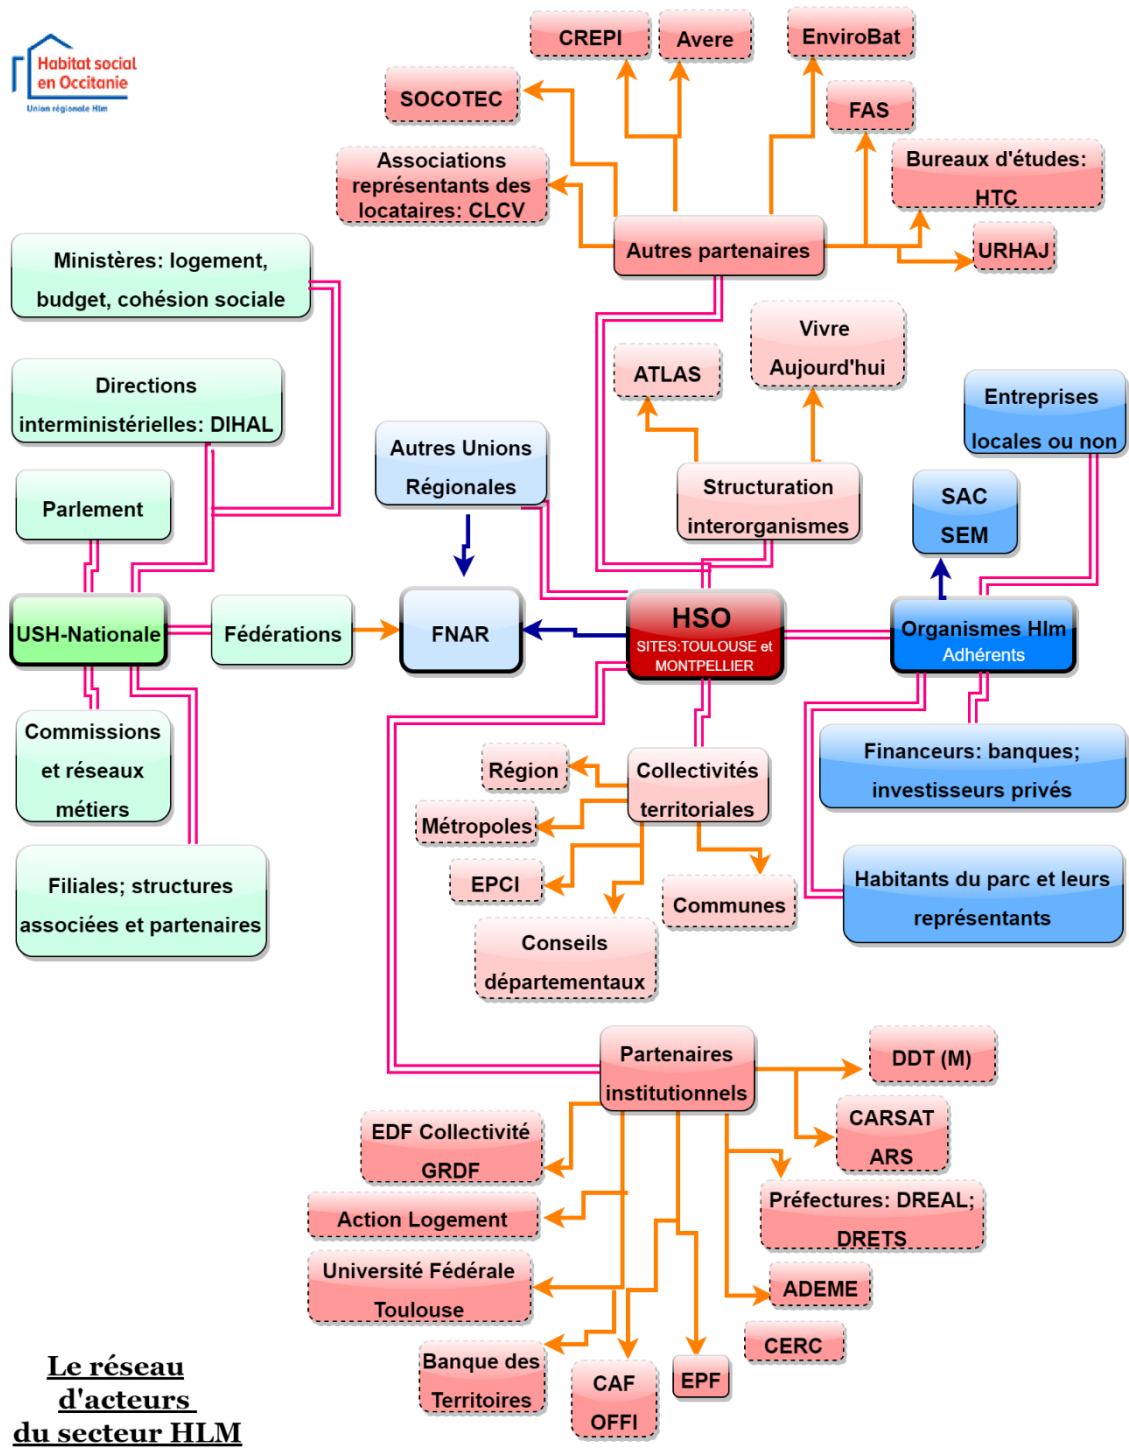 Habitat social
en Occitanie
Union régionale Hlm
CREPI
Avere
EnviroBat
SOCOTEC
FAS
Associations
représentants des
locataires: CLCV
Bureaux d'études:
HTC
Autres partenaires
URHAJ
Ministères: logement,
budget, cohésion sociale
Vivre
Aujourd'hui
ATLAS
Directions
interministérielles: DIHAL
Entreprises
locales ou non
Autres Unions
Régionales
Structuration
interorganismes
SAC
SEM
Parlement
USH-Nationale
Fédérations
FNAR
HSO
SITES:TOULOUSE et
MONTPELLIER
Organismes Hlm
Adhérents
Commissions
et réseaux
métiers
Région
Collectivités
territoriales
Financeurs: banques;
investisseurs privés
Métropoles
EPCI
Communes
Habitants du parc et leurs
représentants
Filiales; structures
associées et partenaires
Conseils
départementaux
Partenaires
institutionnels
DDT (M)
EDF Collectivité
GRDF
CARSAT
ARS
Action Logement
Préfectures: DREAL;
DRETS
Université Fédérale
Toulouse
ADEME
CERC
Banque des
Territoires
CAF
OFFI
EPF
Le réseau
d'acteurs
du secteur HLM